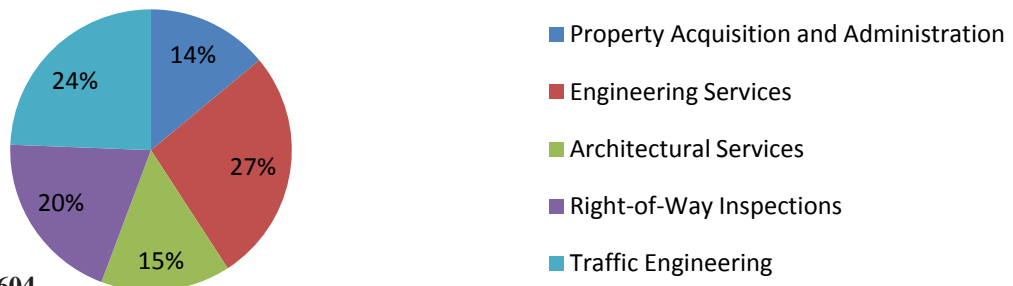 14%
27%
15%
20%
24%
Property Acquisition and Administration
Engineering Services
Architectural Services
Right-of-Way Inspections
Traffic Engineering